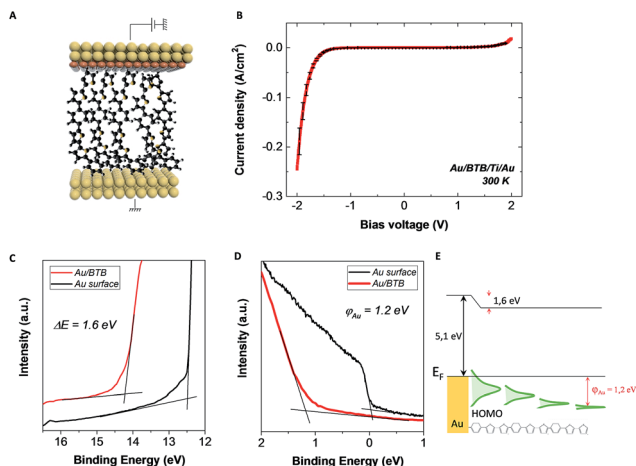 A
B
0.0
-0.1
-0.2
-0.3
Current density (A/cm²)
Au/BTB/Ti/Au
300 K
-2
-1
0
1
2
Bias voltage (V)
C
Au/BTB
Au surface
ΔE = 1.6 eV
Intensity (a.u.)
16
15
14
13
12
Binding Energy (eV)
D
Au surface
Au/BTB
φAu = 1.2 eV
Intensity (a.u.)
2
1
0
-1
Binding Energy (eV)
E
1,6 eV
5,1 eV
EF
φAu = 1,2 eV
HOMO
Au